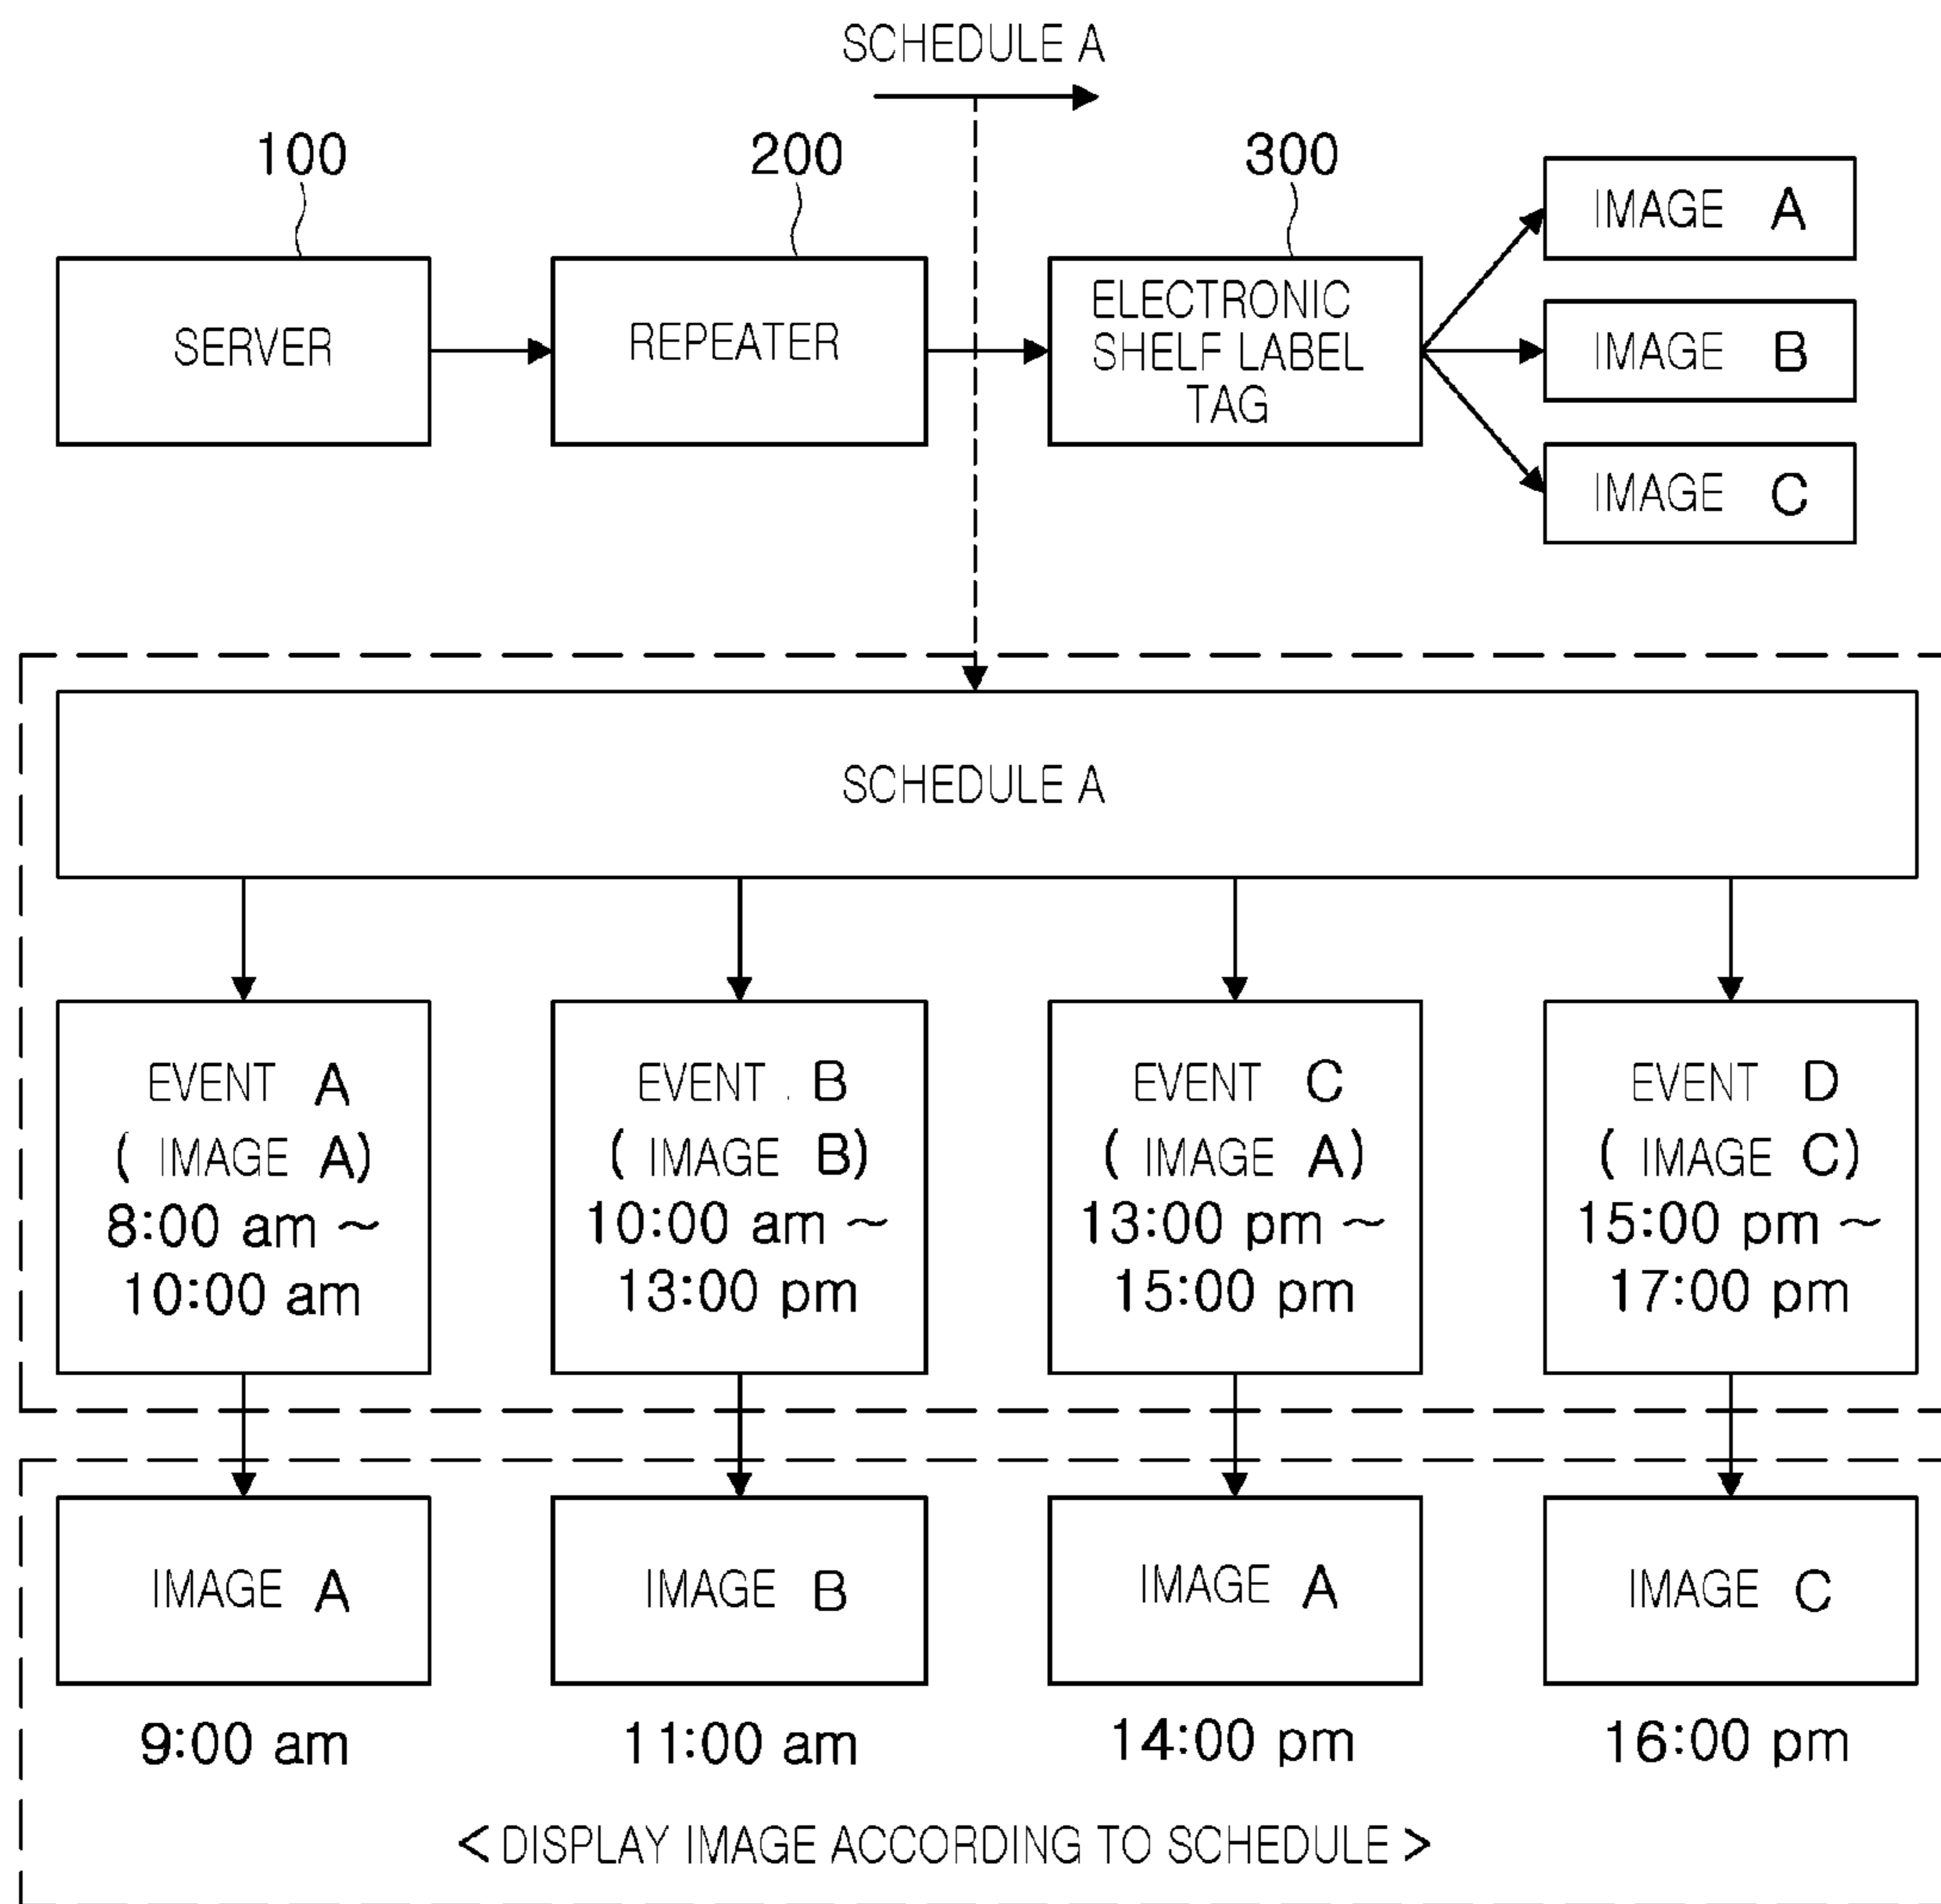 SCHEDULE A
100
200
300
SERVER
REPEATER
ELECTRONIC
SHELF LABEL
TAG
IMAGE A
IMAGE B
IMAGE C
SCHEDULE A
EVENT A
( IMAGE A)
8:00 am ~
10:00 am
EVENT . B
( IMAGE B)
10:00 am ~
13:00 pm
EVENT C
( IMAGE A)
13:00 pm ~
15:00 pm
EVENT D
( IMAGE C)
15:00 pm ~
17:00 pm
IMAGE A
IMAGE B
IMAGE A
IMAGE C
9:00 am
11:00 am
14:00 pm
16:00 pm
< DISPLAY IMAGE ACCORDING TO SCHEDULE >